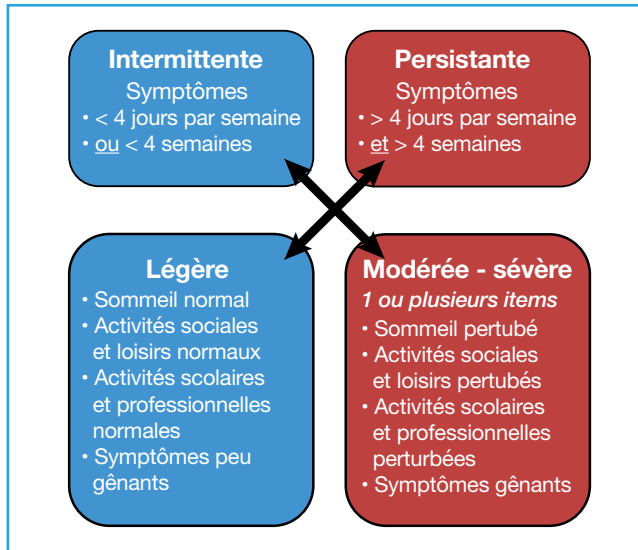 Intermittente
Symptômes
• < 4 jours par semaine
• ou < 4 semaines
Persistante
Symptômes
• > 4 jours par semaine
• et > 4 semaines
Légère
• Sommeil normal
• Activités sociales
et loisirs normaux
• Activités scolaires
et professionnelles
normales
• Symptômes peu
gênants
Modérée - sévère
1 ou plusieurs items
• Sommeil pertubé
• Activités sociales
et loisirs pertubés
• Activités scolaires
et professionnelles
perturbées
• Symptômes gênants